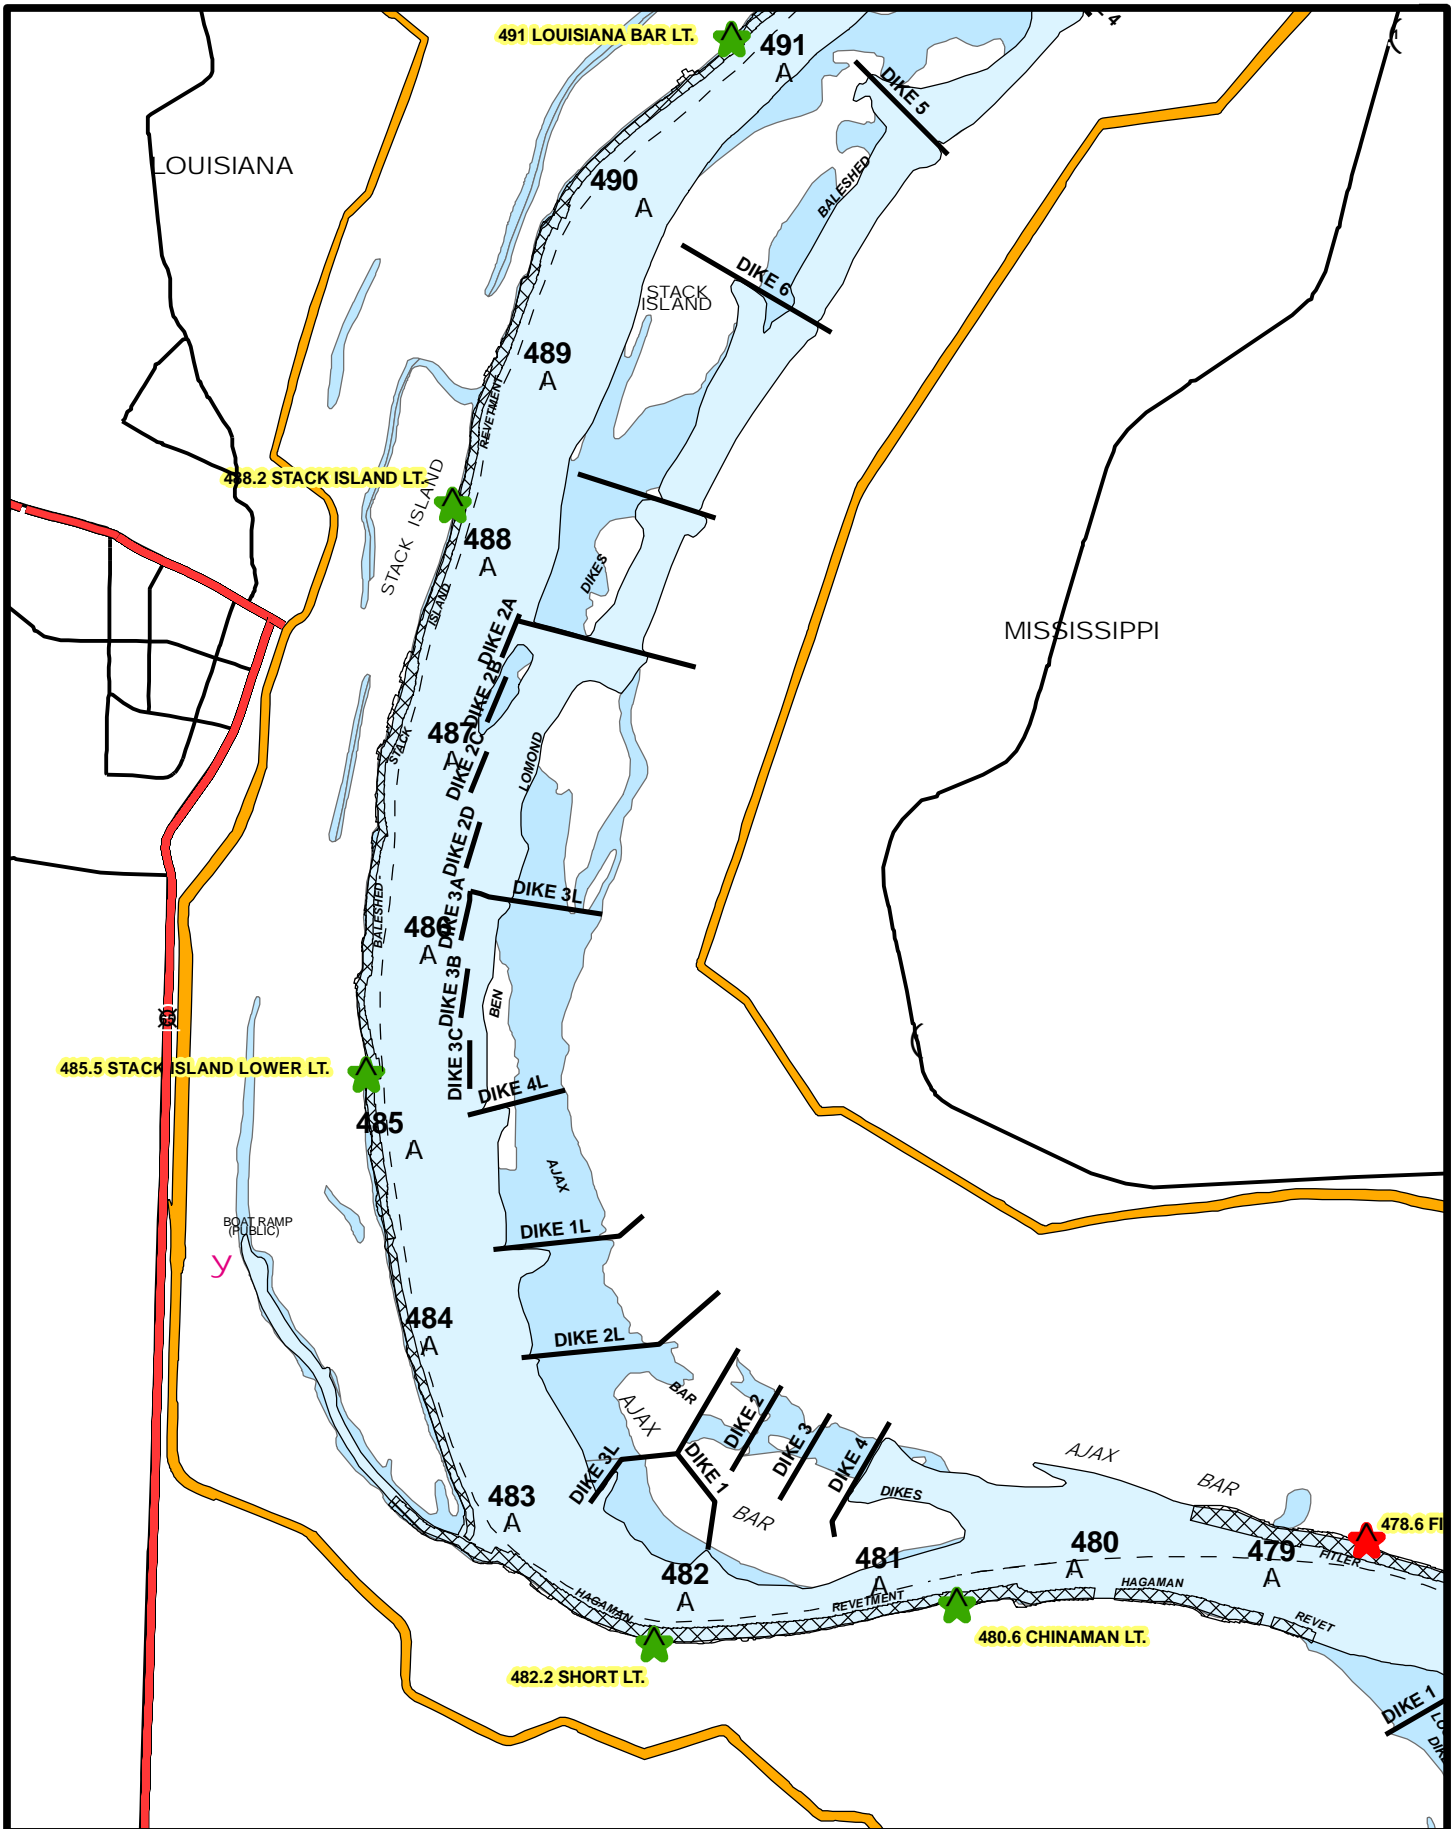 491 LOUISIANA BAR LT.
491
DIKE 5
4
LOUISIANA
490
BALESHED
DIKE 6
STACK
ISLAND
489
REVETMENT
488.2 STACK ISLAND LT.
STACK ISLAND
488
DIKES
ISLAND
DIKE 2A
MISSISSIPPI
DIKE 2B
487
STACK
DIKE 2C
LOMOND
DIKE 2D
BALESHED -
DIKE 3L
DIKE 3A
486
DIKE 3B
BEN
DIKE 3C
485.5 STACK ISLAND LOWER LT.
DIKE 4L
485
AJAX
BOAT RAMP
(PUBLIC)
DIKE 1L
484
DIKE 2L
BAR
AJAX
DIKE 2
DIKE 3
DIKE 4
DIKE 3L
DIKE 1
BAR
AJAX
BAR
DIKES
483
478.6 FI
482
481
480
479
FITLER
HAGAMAN
REVETMENT
HAGAMAN
REVET
480.6 CHINAMAN LT.
482.2 SHORT LT.
DIKE 1